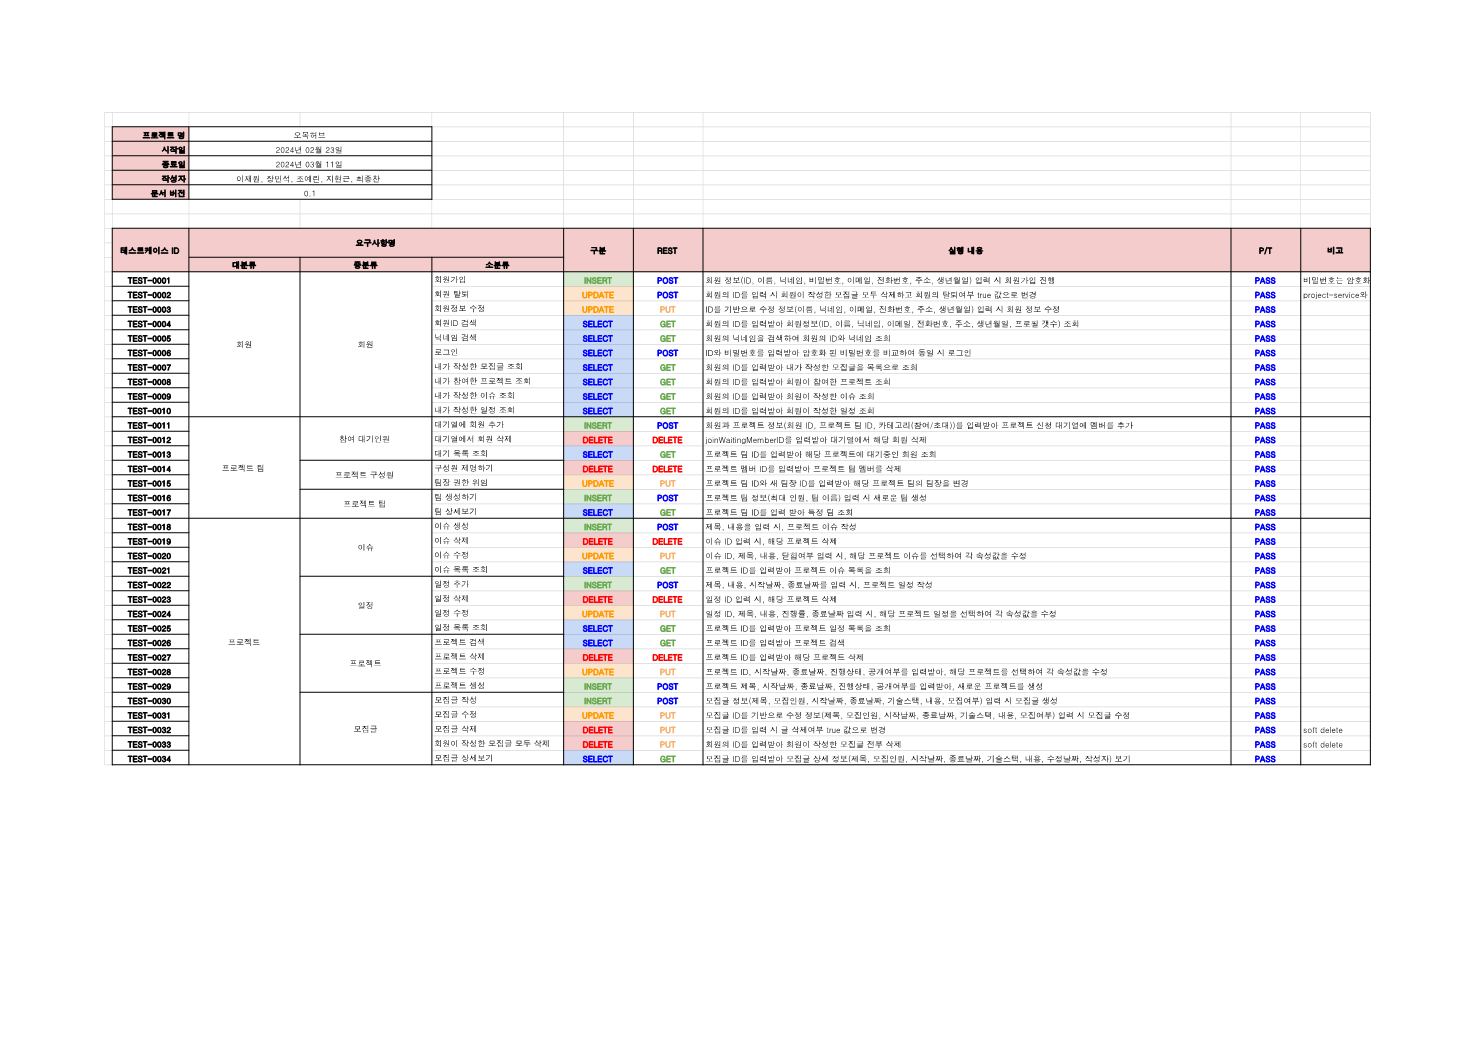 프로젝트 명 오목허브
시작일 2024년 02월 23일
종료일 2024년 03월 11일
작성자 이재원, 장민석, 조예린, 지현근, 최종찬
문서 버전 0.1
테스트케이스 ID 요구사항명 구분 REST 실행 내용 P/T 비고
대분류 중분류 소분류
TEST-0001 회원 회원 회원가입 INSERT POST 회원 정보(ID, 이름, 닉네임, 비밀번호, 이메일, 전화번호, 주소, 생년월일) 입력 시 회원가입 진행 PASS 비밀번호는 암호화
TEST-0002 회원 탈퇴 UPDATE POST 회원의 ID를 입력 시 회원이 작성한 모집글 모두 삭제하고 회원의 탈퇴여부 true 값으로 변경 PASS project-service와
TEST-0003 회원정보 수정 UPDATE PUT ID를 기반으로 수정 정보(이름, 닉네임, 이메일, 전화번호, 주소, 생년월일) 입력 시 회원 정보 수정 PASS
TEST-0004 회원ID 검색 SELECT GET 회원의 ID를 입력받아 회원정보(ID, 이름, 닉네임, 이메일, 전화번호, 주소, 생년월일, 프로필 갯수) 조회 PASS
TEST-0005 닉네임 검색 SELECT GET 회원의 닉네임을 검색하여 회원의 ID와 닉네임 조회 PASS
TEST-0006 로그인 SELECT POST ID와 비밀번호를 입력받아 암호화 된 비밀번호를 비교하여 동일 시 로그인 PASS
TEST-0007 내가 작성한 모집글 조회 SELECT GET 회원의 ID를 입력받아 내가 작성한 모집글을 목록으로 조회 PASS
TEST-0008 내가 참여한 프로젝트 조회 SELECT GET 회원의 ID를 입력받아 회원이 참여한 프로젝트 조회 PASS
TEST-0009 내가 작성한 이슈 조회 SELECT GET 회원의 ID를 입력받아 회원이 작성한 이슈 조회 PASS
TEST-0010 내가 작성한 일정 조회 SELECT GET 회원의 ID를 입력받아 회원이 작성한 일정 조회 PASS
TEST-0011 프로젝트 팀 참여 대기인원 대기열에 회원 추가 INSERT POST 회원과 프로젝트 정보(회원 ID, 프로젝트 팀 ID, 카테고리(참여/초대))를 입력받아 프로젝트 신청 대기열에 멤버를 추가 PASS
TEST-0012 대기열에서 회원 삭제 DELETE DELETE joinWaitingMemberID를 입력받아 대기열에서 해당 회원 삭제 PASS
TEST-0013 대기 목록 조회 SELECT GET 프로젝트 팀 ID를 입력받아 해당 프로젝트에 대기중인 회원 조회 PASS
TEST-0014 프로젝트 구성원 구성원 제명하기 DELETE DELETE 프로젝트 멤버 ID를 입력받아 프로젝트 팀 멤버를 삭제 PASS
TEST-0015 팀장 권한 위임 UPDATE PUT 프로젝트 팀 ID와 새 팀장 ID를 입력받아 해당 프로젝트 팀의 팀장을 변경 PASS
TEST-0016 프로젝트 팀 팀 생성하기 INSERT POST 프로젝트 팀 정보(최대 인원, 팀 이름) 입력 시 새로운 팀 생성 PASS
TEST-0017 팀 상세보기 SELECT GET 프로젝트 팀 ID를 입력 받아 특정 팀 조회 PASS
TEST-0018 프로젝트 이슈 이슈 생성 INSERT POST 제목, 내용을 입력 시, 프로젝트 이슈 작성 PASS
TEST-0019 이슈 삭제 DELETE DELETE 이슈 ID 입력 시, 해당 프로젝트 삭제 PASS
TEST-0020 이슈 수정 UPDATE PUT 이슈 ID, 제목, 내용, 닫힘여부 입력 시, 해당 프로젝트 이슈를 선택하여 각 속성값을 수정 PASS
TEST-0021 이슈 목록 조회 SELECT GET 프로젝트 ID를 입력받아 프로젝트 이슈 목록을 조회 PASS
TEST-0022 일정 일정 추가 INSERT POST 제목, 내용, 시작날짜, 종료날짜를 입력 시, 프로젝트 일정 작성 PASS
TEST-0023 일정 삭제 DELETE DELETE 일정 ID 입력 시, 해당 프로젝트 삭제 PASS
TEST-0024 일정 수정 UPDATE PUT 일정 ID, 제목, 내용, 진행률, 종료날짜 입력 시, 해당 프로젝트 일정을 선택하여 각 속성값을 수정 PASS
TEST-0025 일정 목록 조회 SELECT GET 프로젝트 ID를 입력받아 프로젝트 일정 목록을 조회 PASS
TEST-0026 프로젝트 프로젝트 검색 SELECT GET 프로젝트 ID를 입력받아 프로젝트 검색 PASS
TEST-0027 프로젝트 삭제 DELETE DELETE 프로젝트 ID를 입력받아 해당 프로젝트 삭제 PASS
TEST-0028 프로젝트 수정 UPDATE PUT 프로젝트 ID, 시작날짜, 종료날짜, 진행상태, 공개여부를 입력받아, 해당 프로젝트를 선택하여 각 속성값을 수정 PASS
TEST-0029 프로젝트 생성 INSERT POST 프로젝트 제목, 시작날짜, 종료날짜, 진행상태, 공개여부를 입력받아, 새로운 프로젝트를 생성 PASS
TEST-0030 모집글 모집글 작성 INSERT POST 모집글 정보(제목, 모집인원, 시작날짜, 종료날짜, 기술스택, 내용, 모집여부) 입력 시 모집글 생성 PASS
TEST-0031 모집글 수정 UPDATE PUT 모집글 ID를 기반으로 수정 정보(제목, 모집인원, 시작날짜, 종료날짜, 기술스택, 내용, 모집여부) 입력 시 모집글 수정 PASS
TEST-0032 모집글 삭제 DELETE PUT 모집글 ID를 입력 시 글 삭제여부 true 값으로 변경 PASS soft delete
TEST-0033 회원이 작성한 모집글 모두 삭제 DELETE PUT 회원의 ID를 입력받아 회원이 작성한 모집글 전부 삭제 PASS soft delete
TEST-0034 모집글 상세보기 SELECT GET 모집글 ID를 입력받아 모집글 상세 정보(제목, 모집인원, 시작날짜, 종료날짜, 기술스택, 내용, 수정날짜, 작성자) 보기 PASS